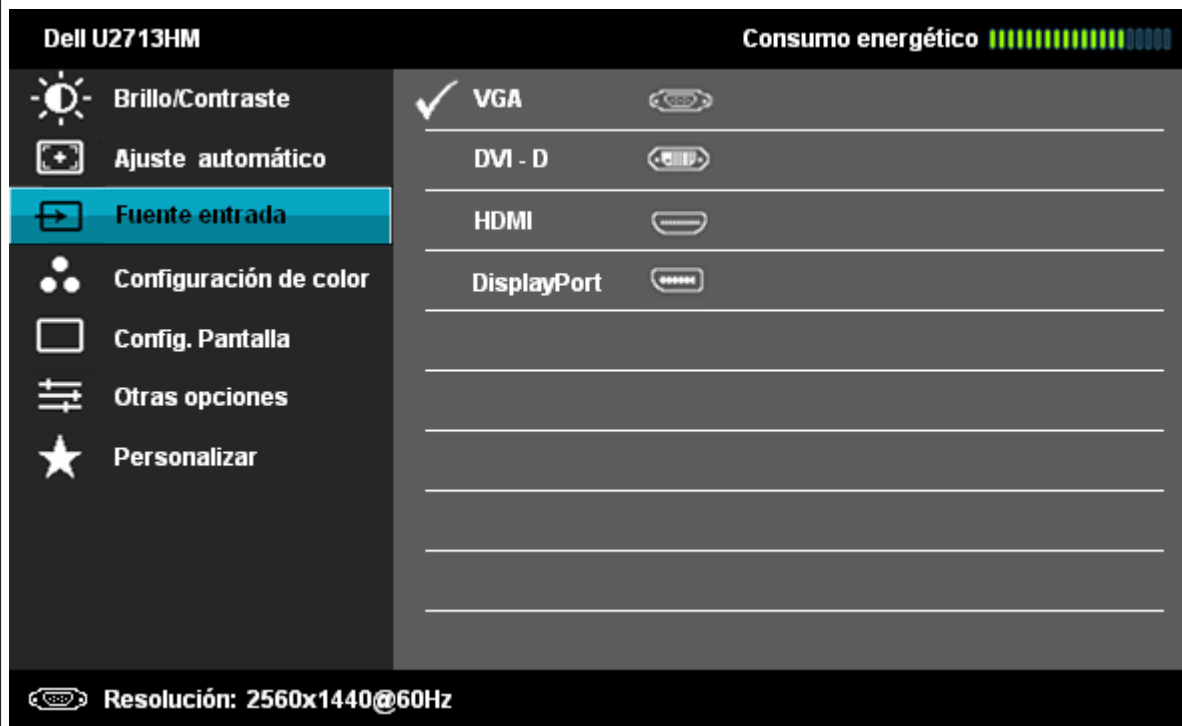 Dell U2713HM
Consumo energético
Brillo/Contraste
Ajuste automático
Fuente entrada
Configuración de color
Config. Pantalla
Otras opciones
Personalizar
VGA
DVI - D
HDMI
DisplayPort
Resolución: 2560x1440@60Hz